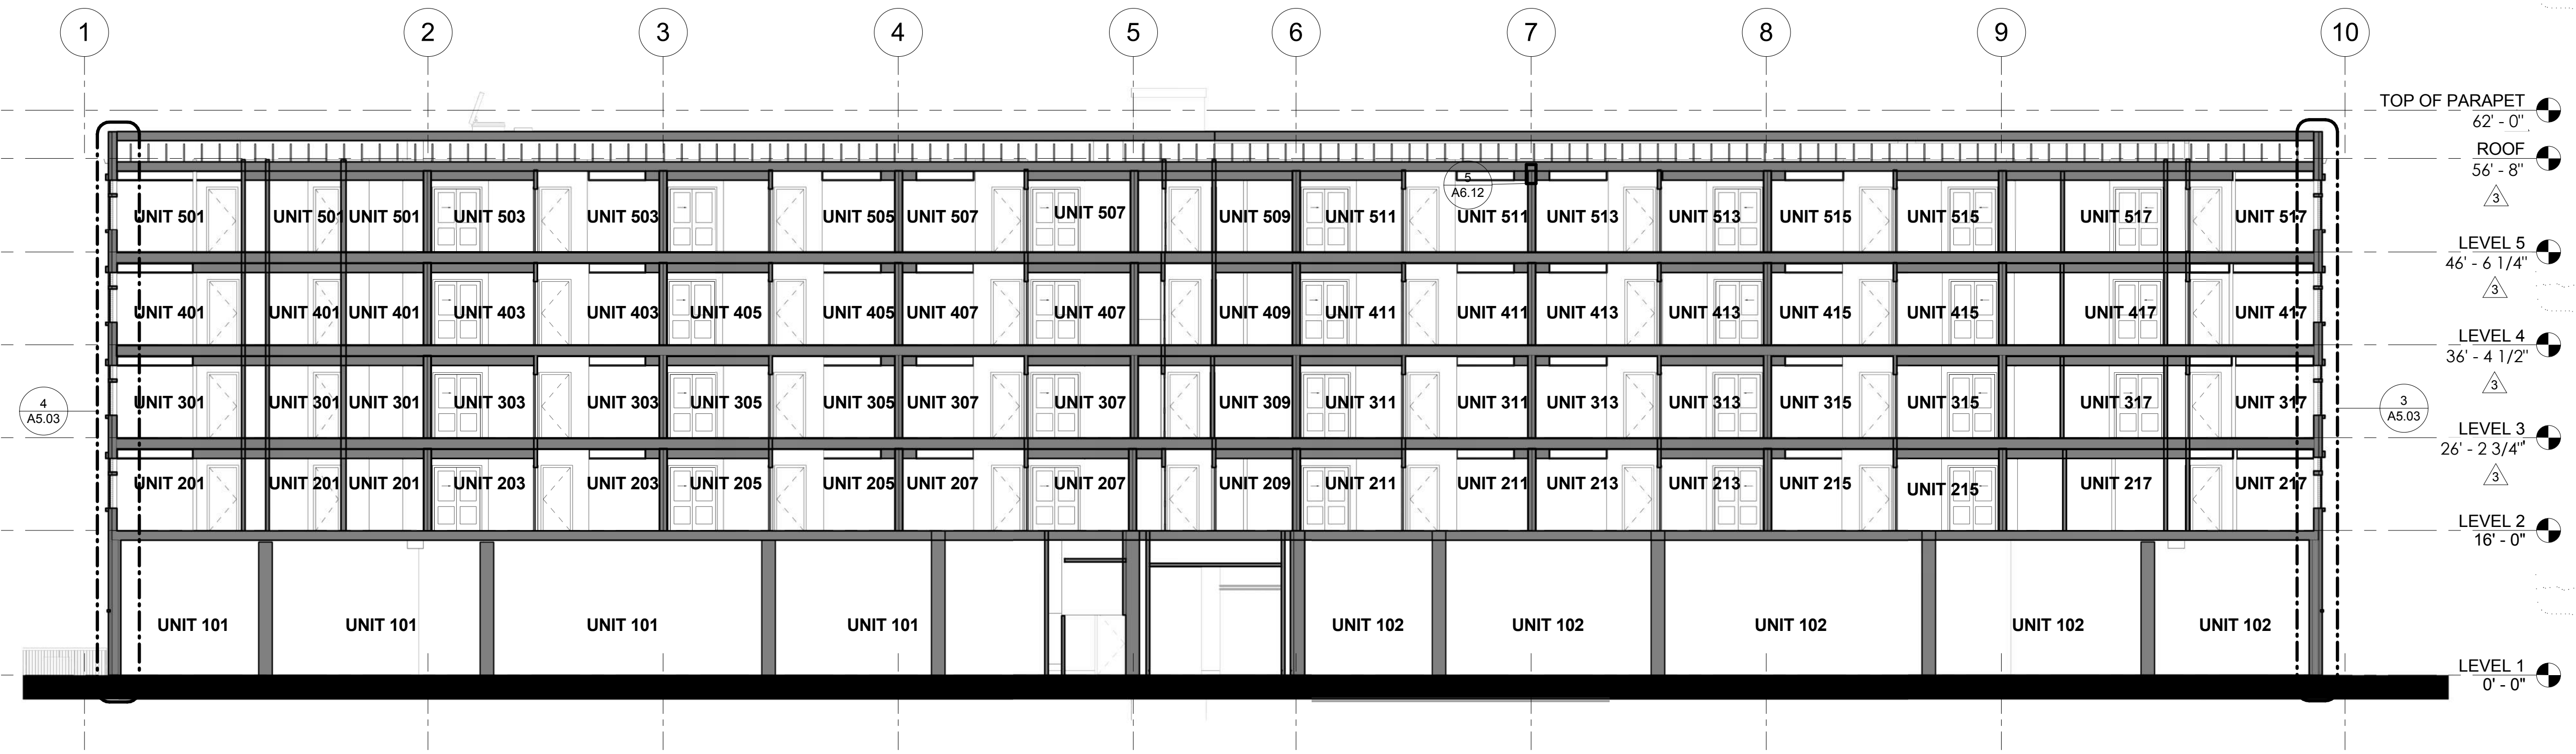 1 2 3 4 5 6 7 8 9 10
TOP OF PARAPET
62' - 0"
ROOF
56' - 8"
3
5
A6.12
UNIT 501 UNIT 501 UNIT 501 UNIT 503 UNIT 503 UNIT 505 UNIT 507 UNIT 507 UNIT 509 UNIT 511 UNIT 511 UNIT 513 UNIT 513 UNIT 515 UNIT 515 UNIT 517 UNIT 517
LEVEL 5
46' - 6 1/4"
3
UNIT 401 UNIT 401 UNIT 401 UNIT 403 UNIT 403 UNIT 405 UNIT 405 UNIT 407 UNIT 407 UNIT 409 UNIT 411 UNIT 411 UNIT 413 UNIT 413 UNIT 415 UNIT 415 UNIT 417 UNIT 417
LEVEL 4
36' - 4 1/2"
3
4
A5.03
UNIT 301 UNIT 301 UNIT 301 UNIT 303 UNIT 303 UNIT 305 UNIT 305 UNIT 307 UNIT 307 UNIT 309 UNIT 311 UNIT 311 UNIT 313 UNIT 313 UNIT 315 UNIT 315 UNIT 317 UNIT 317
3
A5.03
LEVEL 3
26' - 2 3/4"
3
UNIT 201 UNIT 201 UNIT 201 UNIT 203 UNIT 203 UNIT 205 UNIT 205 UNIT 207 UNIT 207 UNIT 209 UNIT 211 UNIT 211 UNIT 213 UNIT 213 UNIT 215 UNIT 215 UNIT 217 UNIT 217
LEVEL 2
16' - 0"
UNIT 101 UNIT 101 UNIT 101 UNIT 101 UNIT 102 UNIT 102 UNIT 102 UNIT 102 UNIT 102
LEVEL 1
0' - 0"